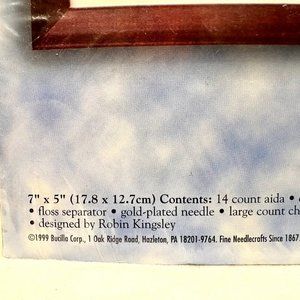 7" x 5" (17.8 x 12.7cm) Contents: • 14 count aida •
• floss separator • gold-plated needle • large count
• designed by Robin Kingsley
©1999 Bucilla Corp., 1 Oak Ridge Road, Hazleton, PA 18201-9764. Fine Needlecrafts Since 1867.